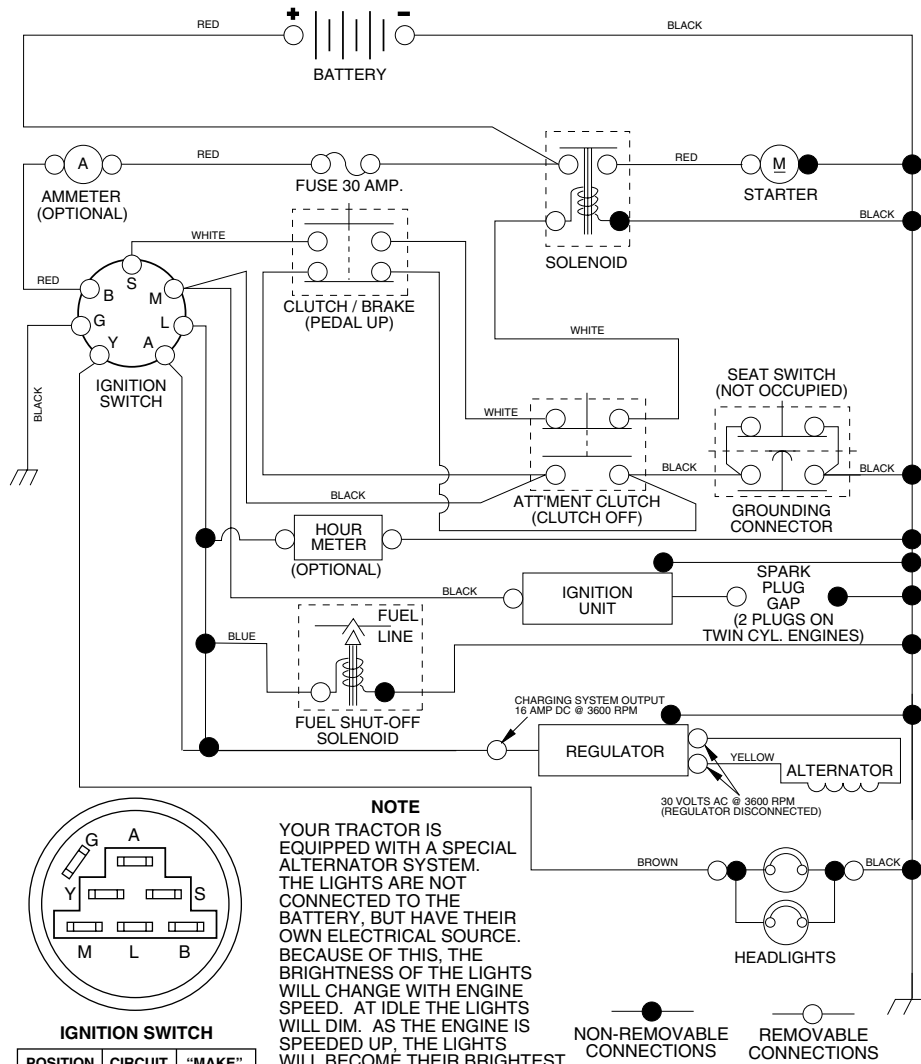 + -
RED
BLACK
BATTERY
RED
RED
A
M
AMMETER
(OPTIONAL)
FUSE 30 AMP.
STARTER
WHITE
BLACK
SOLENOID
RED
S
B
M
G
L
Y
A
CLUTCH / BRAKE
(PEDAL UP)
WHITE
IGNITION
SWITCH
BLACK
SEAT SWITCH
(NOT OCCUPIED)
WHITE
BLACK
BLACK
BLACK
ATT'MENT CLUTCH
(CLUTCH OFF)
GROUNDING
CONNECTOR
HOUR
METER
(OPTIONAL)
BLACK
IGNITION
UNIT
SPARK
PLUG
GAP
(2 PLUGS ON
TWIN CYL. ENGINES)
FUEL
LINE
BLUE
FUEL SHUT-OFF
SOLENOID
CHARGING SYSTEM OUTPUT
16 AMP DC @ 3600 RPM
REGULATOR
YELLOW
ALTERNATOR
30 VOLTS AC @ 3600 RPM
(REGULATOR DISCONNECTED)
BROWN
BLACK
HEADLIGHTS
G
A
Y
S
M L B
IGNITION SWITCH
POSITION CIRCUIT "MAKE"
NOTE
YOUR TRACTOR IS
EQUIPPED WITH A SPECIAL
ALTERNATOR SYSTEM.
THE LIGHTS ARE NOT
CONNECTED TO THE
BATTERY, BUT HAVE THEIR
OWN ELECTRICAL SOURCE.
BECAUSE OF THIS, THE
BRIGHTNESS OF THE LIGHTS
WILL CHANGE WITH ENGINE
SPEED. AT IDLE THE LIGHTS
WILL DIM. AS THE ENGINE IS
SPEEDED UP, THE LIGHTS
WILL BECOME THEIR BRIGHTEST
NON-REMOVABLE
CONNECTIONS
REMOVABLE
CONNECTIONS